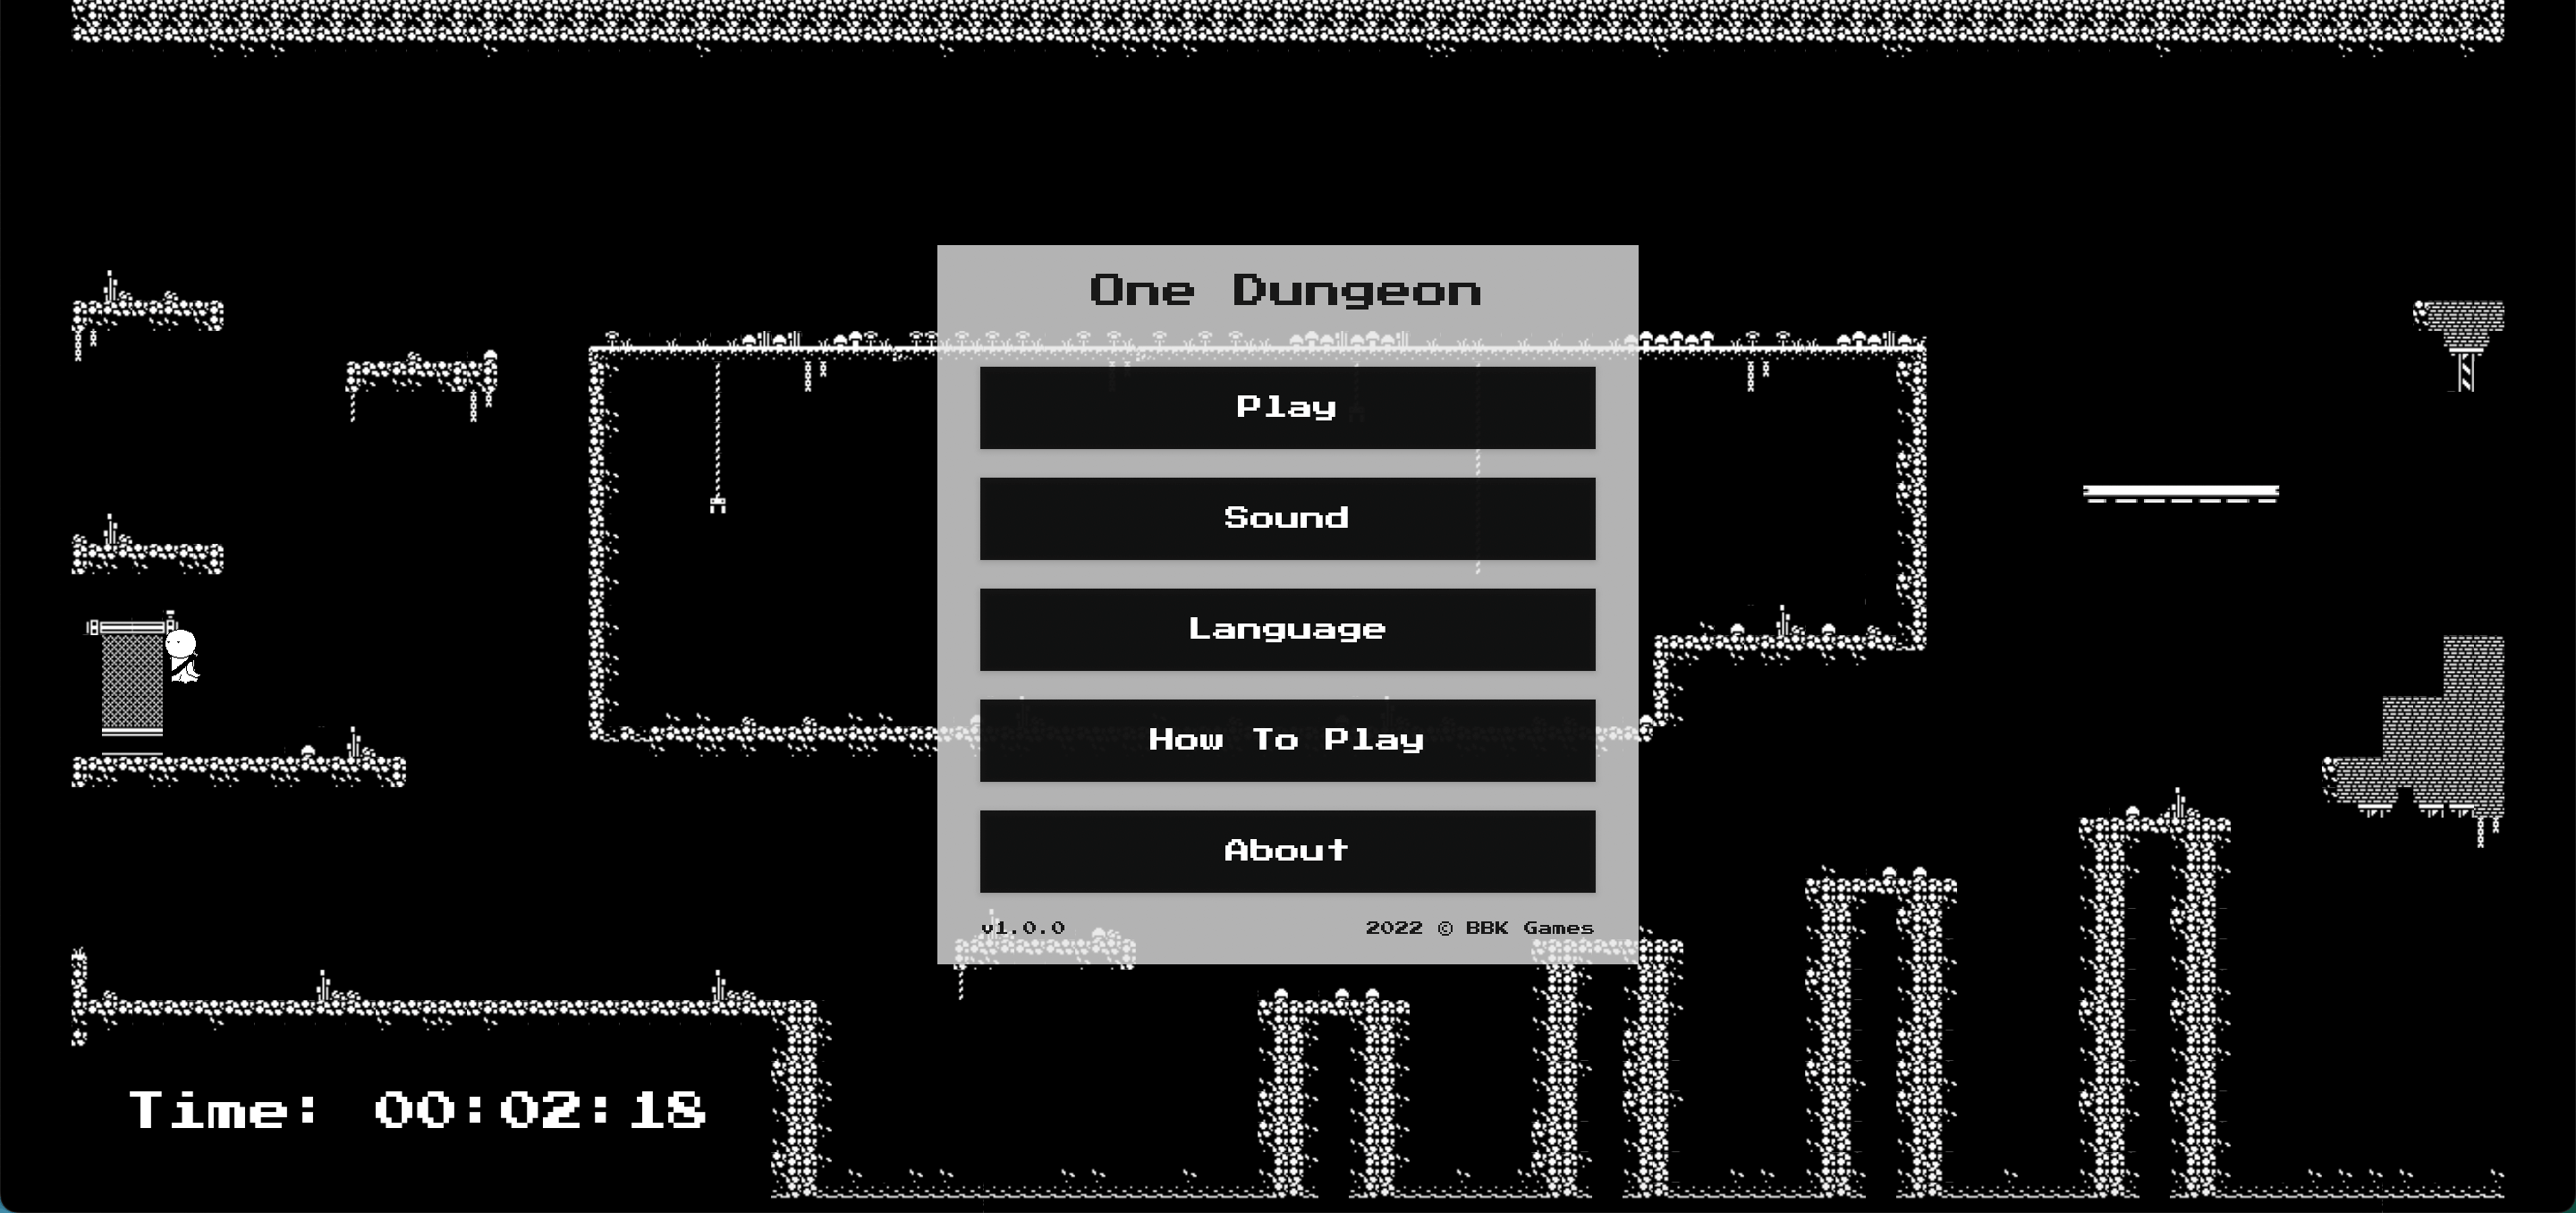 One Dungeon
Play
Sound
Language
How To Play
About
v1.0.0
2022 © BBK Games
Time: 00:02:18